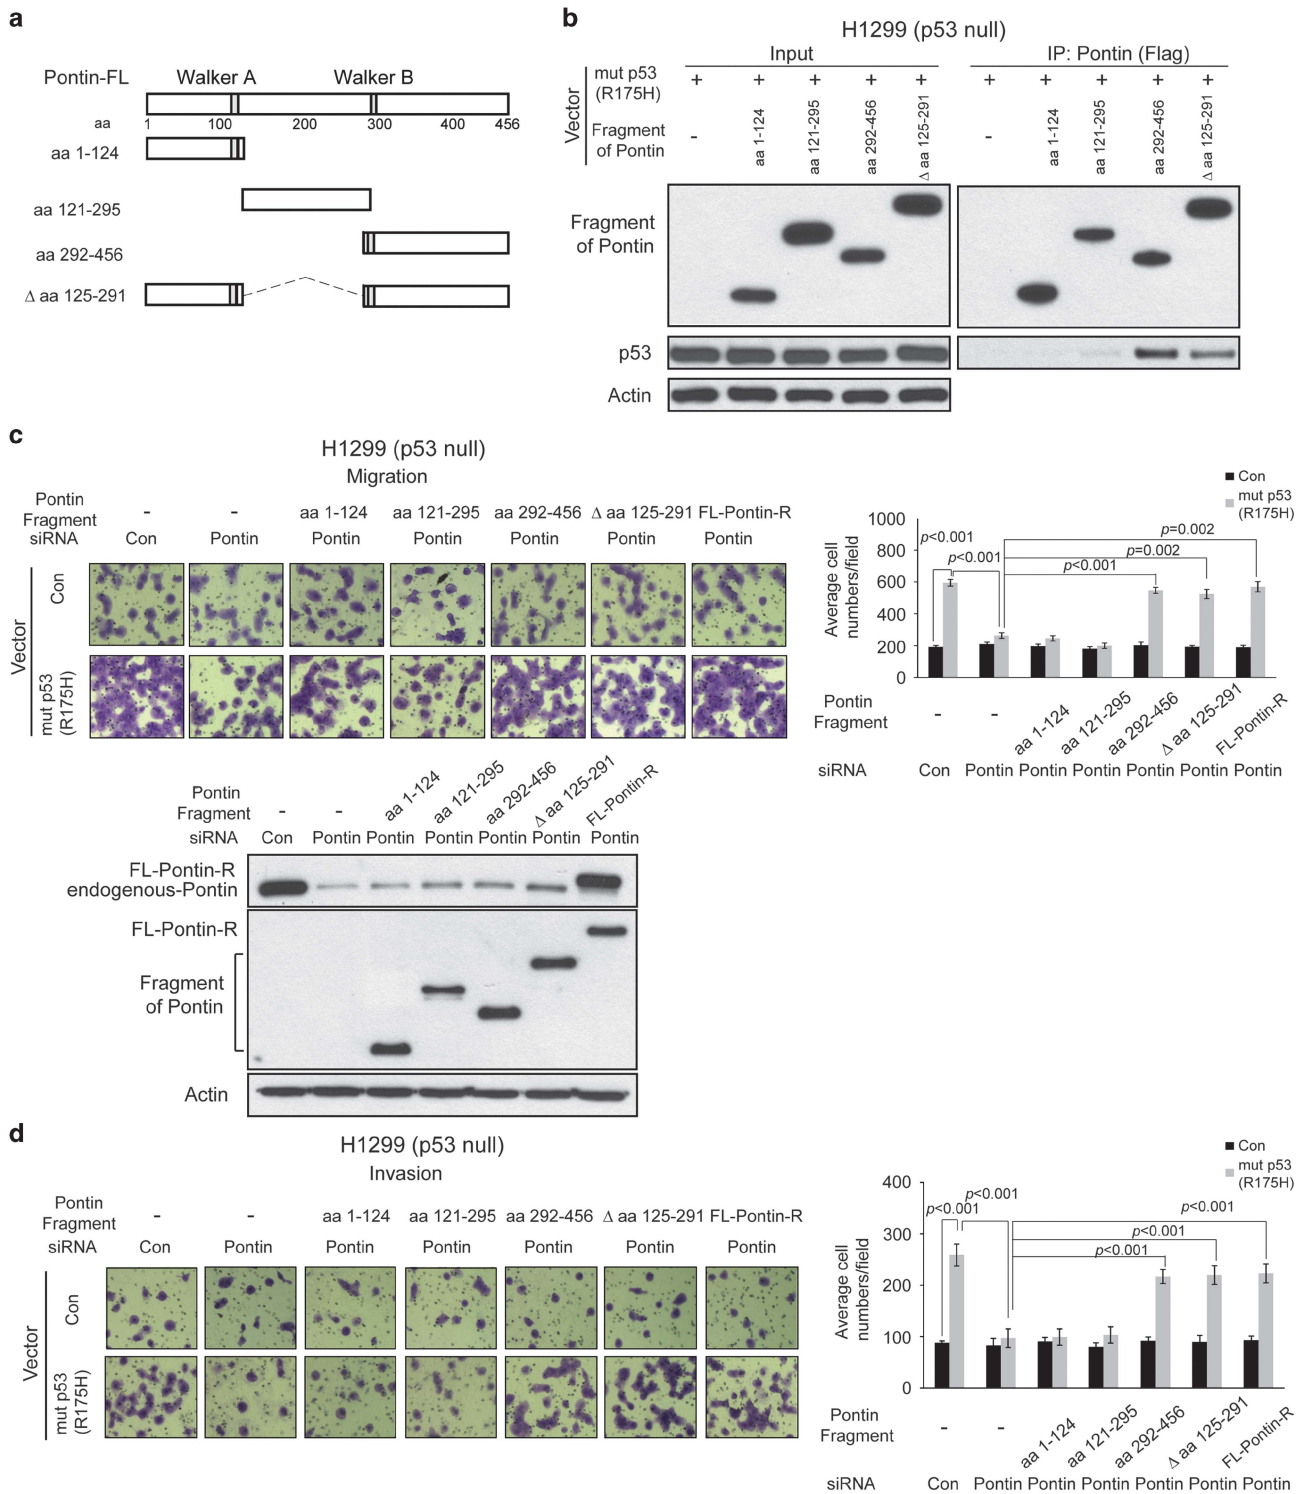 a
Pontin-FL Walker A Walker B
aa 1 100 200 300 400 456
aa 1-124
aa 121-295
aa 292-456
Δ aa 125-291
b
H1299 (p53 null)
Input IP: Pontin (Flag)
Vector
mut p53 (R175H) + + + + + + + + + +
Fragment of Pontin - aa 1-124 aa 121-295 aa 292-456 Δ aa 125-291 - aa 1-124 aa 121-295 aa 292-456 Δ aa 125-291
Fragment
of Pontin
p53
Actin
c
H1299 (p53 null)
Migration
Pontin
Fragment - - aa 1-124 aa 121-295 aa 292-456 Δ aa 125-291 FL-Pontin-R
siRNA Con Pontin Pontin Pontin Pontin Pontin Pontin
Vector
Con
mut p53
(R175H)
Con
mut p53
(R175H)
Average cell
numbers/field
1000
800
600
400
200
0
p<0.001
p<0.001
p<0.001
p=0.002
p=0.002
Pontin
Fragment - - aa 1-124 aa 121-295 aa 292-456 Δ aa 125-291 FL-Pontin-R
siRNA Con Pontin Pontin Pontin Pontin Pontin Pontin
Pontin
Fragment - - aa 1-124 aa 121-295 aa 292-456 Δ aa 125-291 FL-Pontin-R
siRNA Con Pontin Pontin Pontin Pontin Pontin Pontin
FL-Pontin-R
endogenous-Pontin
FL-Pontin-R
Fragment
of Pontin
Actin
d
H1299 (p53 null)
Invasion
Pontin
Fragment - - aa 1-124 aa 121-295 aa 292-456 Δ aa 125-291 FL-Pontin-R
siRNA Con Pontin Pontin Pontin Pontin Pontin Pontin
Vector
Con
mut p53
(R175H)
Con
mut p53
(R175H)
Average cell
numbers/field
400
300
200
100
0
p<0.001
p<0.001
p<0.001
p<0.001
p<0.001
Pontin
Fragment - - aa 1-124 aa 121-295 aa 292-456 Δ aa 125-291 FL-Pontin-R
siRNA Con Pontin Pontin Pontin Pontin Pontin Pontin